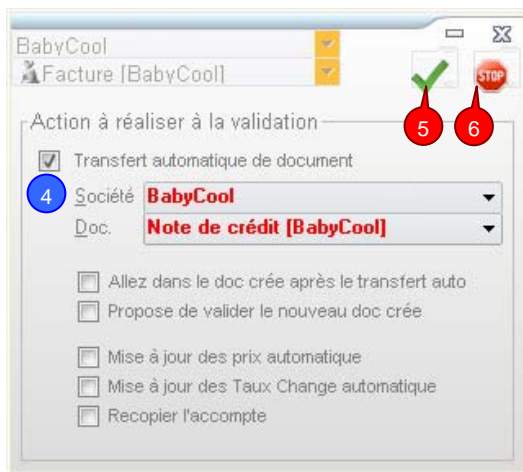 BabyCool
Facture [BabyCool]
STOP
5
6
Action à réaliser à la validation
Transfert automatique de document
4
Société BabyCool
Doc. Note de crédit [BabyCool]
Allez dans le doc crée après le transfert auto
Propose de valider le nouveau doc crée
Mise à jour des prix automatique
Mise à jour des Taux Change automatique
Recopier l'accompte